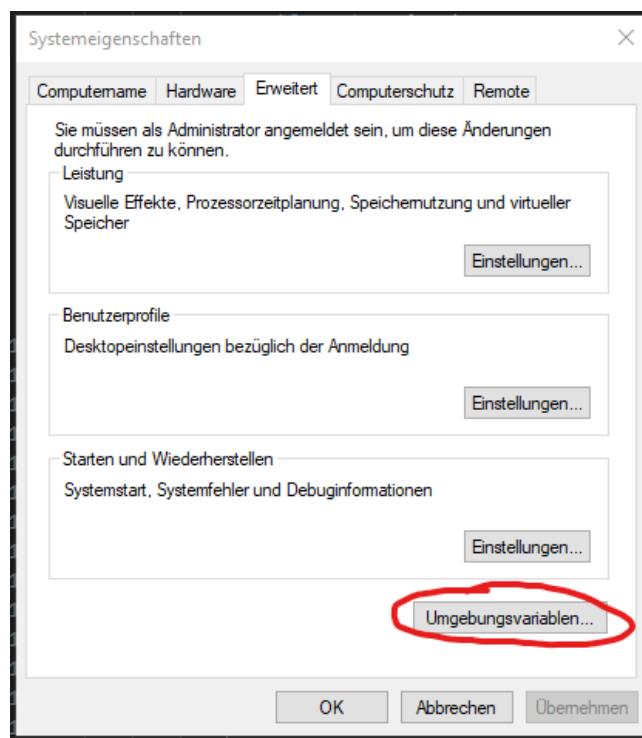 Systemeigenschaften
Computername Hardware Erweitert Computerschutz Remote
Sie müssen als Administrator angemeldet sein, um diese Änderungen
durchführen zu können.
Leistung
Visuelle Effekte, Prozessorzeitplanung, Speichernutzung und virtueller
Speicher
Einstellungen...
Benutzerprofile
Desktopeinstellungen bezüglich der Anmeldung
Einstellungen...
Starten und Wiederherstellen
Systemstart, Systemfehler und Debuginformationen
Einstellungen...
Umgebungsvariablen...
OK Abbrechen Übernehmen